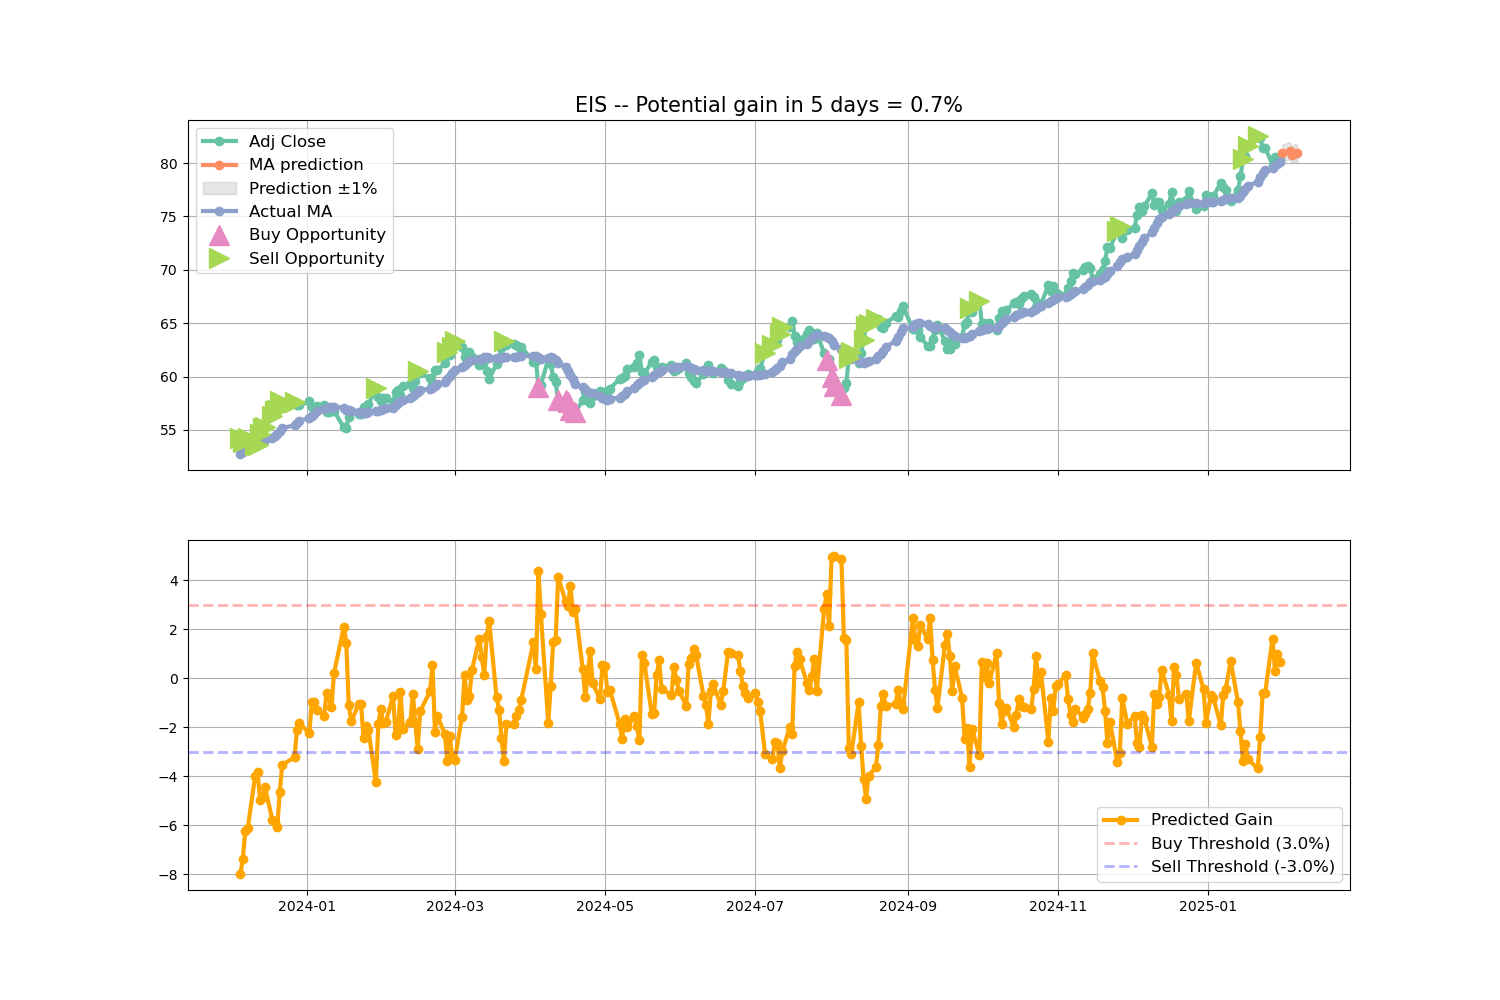 EIS -- Potential gain in 5 days = 0.7%
Adj Close
MA prediction
Prediction ±1%
Actual MA
Buy Opportunity
Sell Opportunity
80
75
70
65
60
55
4
2
0
−2
−4
−6
−8
Predicted Gain
Buy Threshold (3.0%)
Sell Threshold (-3.0%)
2024-01
2024-03
2024-05
2024-07
2024-09
2024-11
2025-01